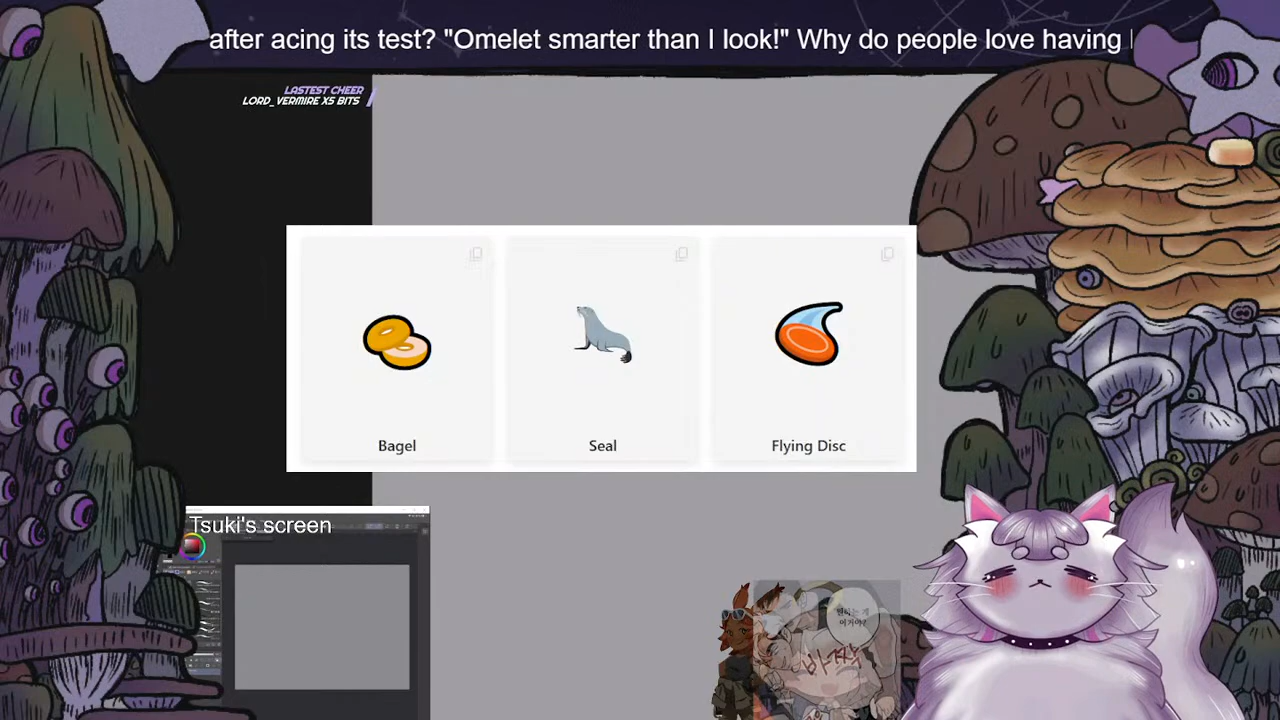 after acing its test? "Omelet smarter than I look!" Why do people love having
LASTEST CHEER
LORD_VERMIRE X5 BITS
Bagel
Seal
Flying Disc
Tsuki's screen